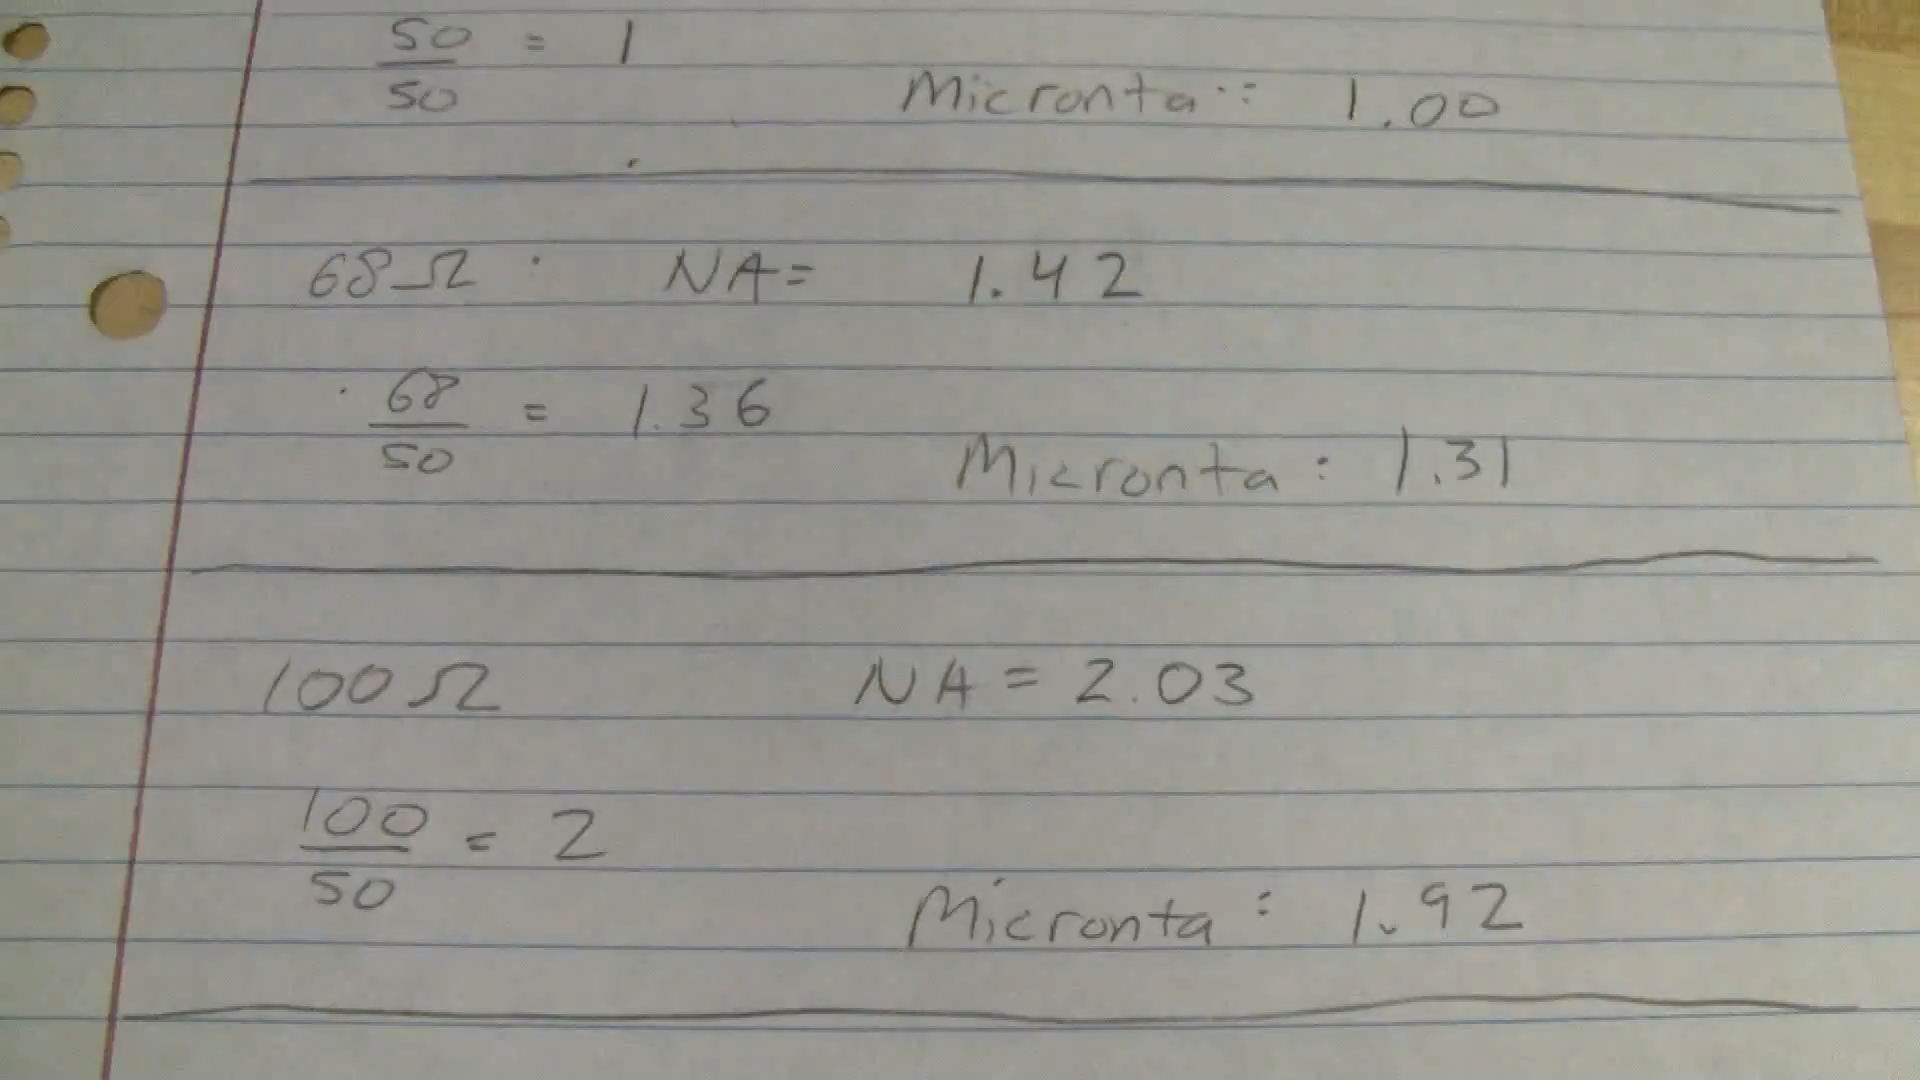 50/50 = 1
Micronta : 1.00
68Ω NA= 1.42
68/50 = 1.36
Micronta : 1.31
100Ω NA = 2.03
100/50 = 2
Micronta : 1.92